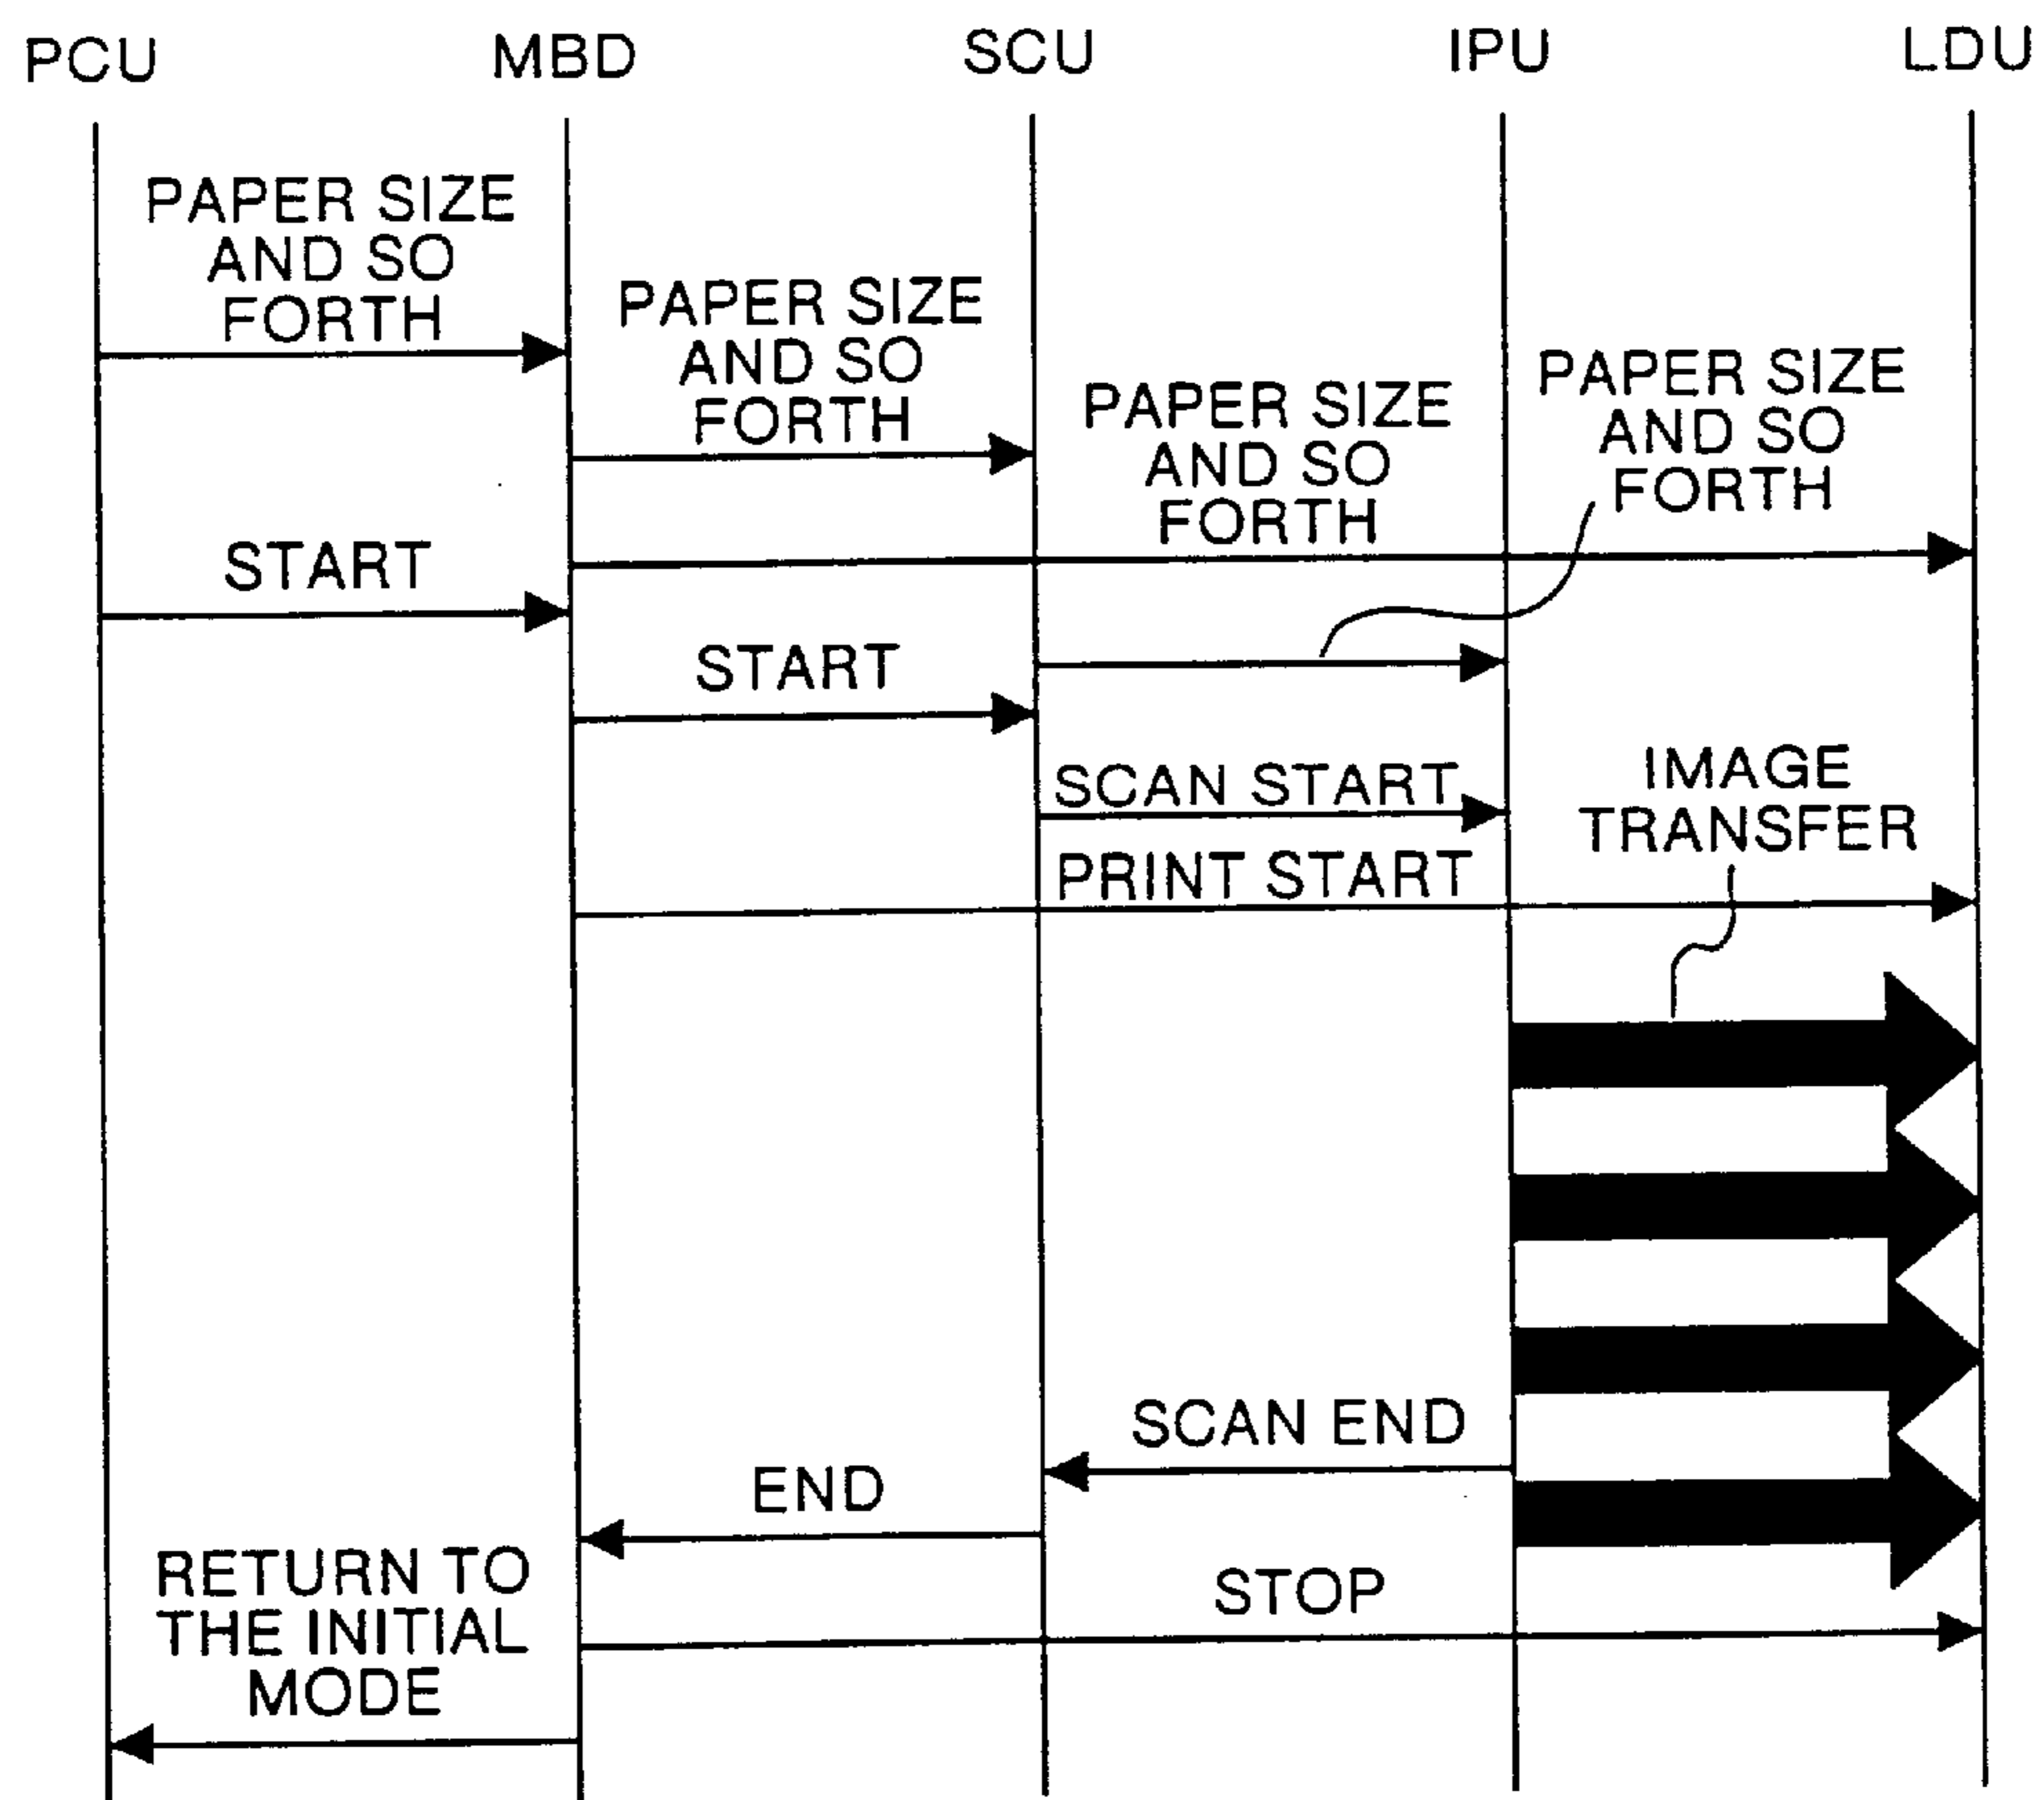 PCU
MBD
SCU
IPU
LDU
PAPER SIZE
AND SO
FORTH
PAPER SIZE
AND SO
FORTH
PAPER SIZE
AND SO
FORTH
PAPER SIZE
AND SO
FORTH
START
START
SCAN START
PRINT START
IMAGE
TRANSFER
SCAN END
END
STOP
RETURN TO
THE INITIAL
MODE